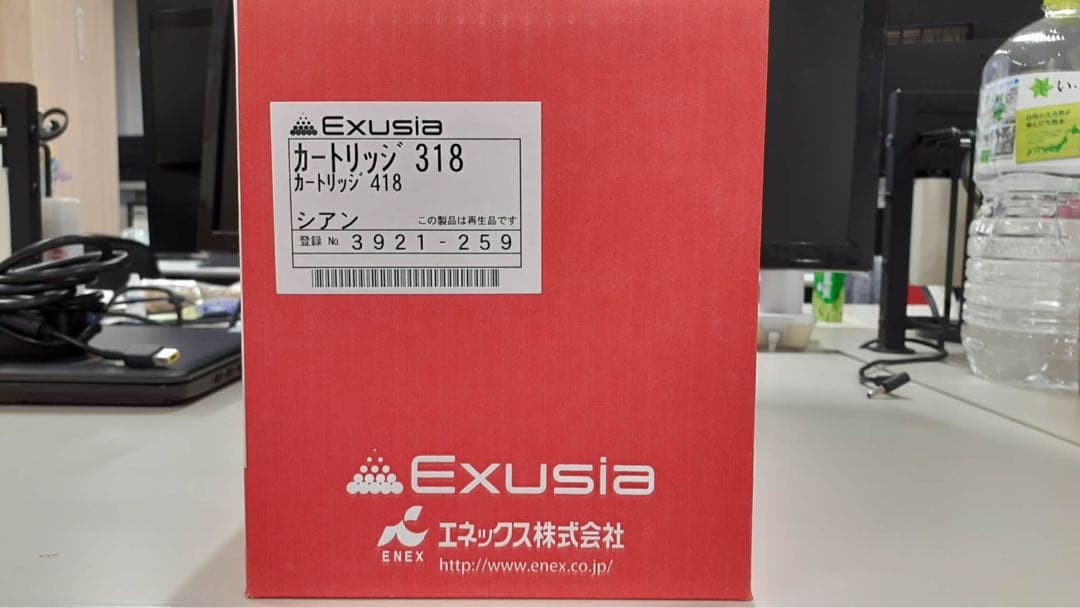 Exusia
カートリッジ 318
カートリッジ 418
シアン
この製品は再生品です
登録 No. 3921-259
Exusia
ENEX
エネックス株式会社
http://www.enex.co.jp/